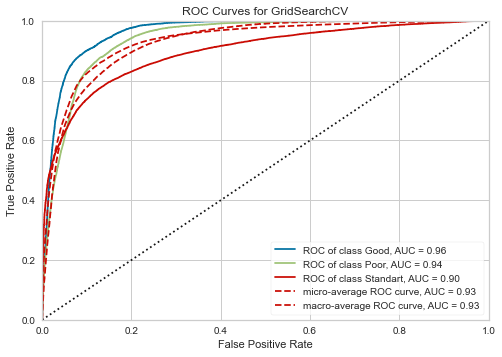 ROC Curves for GridSearchCV
1.0
0.8
0.6
0.4
0.2
0.0
True Positive Rate
ROC of class Good, AUC = 0.96
ROC of class Poor, AUC = 0.94
ROC of class Standart, AUC = 0.90
micro-average ROC curve, AUC = 0.93
macro-average ROC curve, AUC = 0.93
0.0 0.2 0.4 0.6 0.8 1.0
False Positive Rate